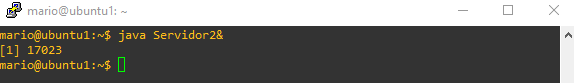 mario@ubuntu1: ~
mario@ubuntu1:~$ java Servidor2&
[1] 17023
mario@ubuntu1:~$